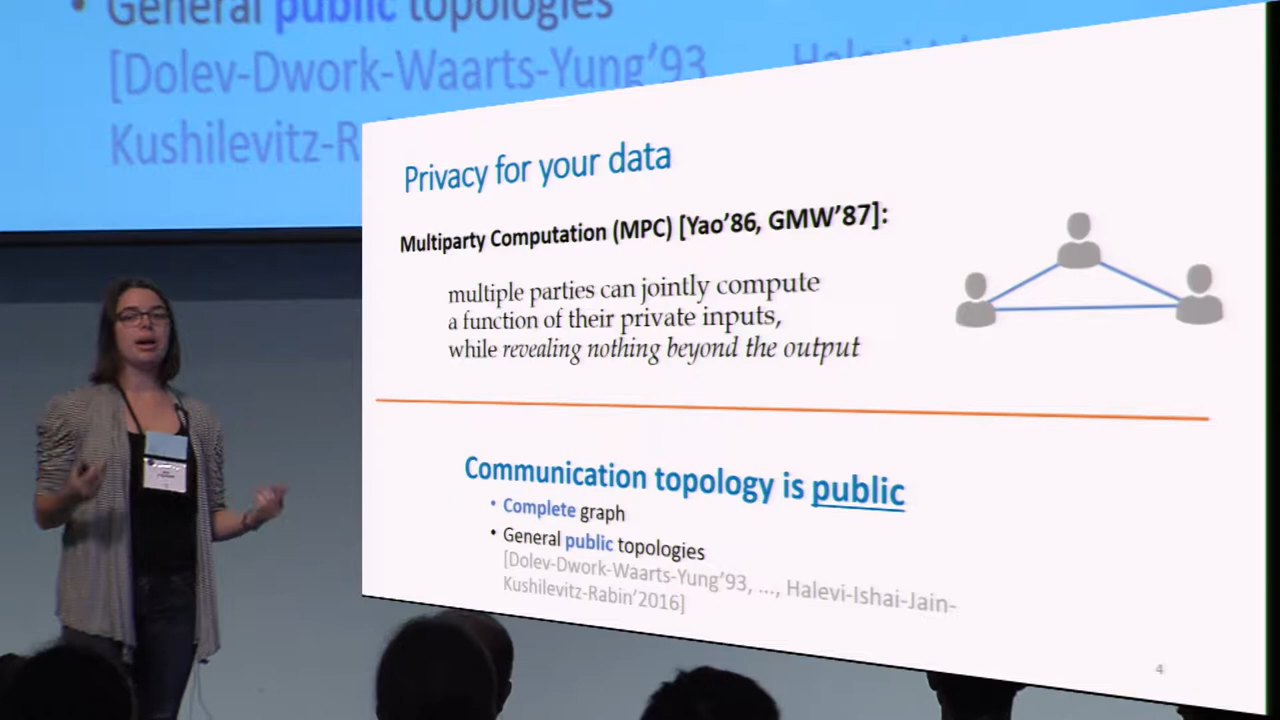 • General public topologies
[Dolev-Dwork-Waarts-Yung'93
Kushilevitz-R
Privacy for your data
Multiparty Computation (MPC) [Yao'86, GMW'87]:
multiple parties can jointly compute
a function of their private inputs,
while revealing nothing beyond the output
Communication topology is public
• Complete graph
• General public topologies
[Dolev-Dwork-Waarts-Yung'93, ..., Halevi-Ishai-Jain-
Kushilevitz-Rabin'2016]
4